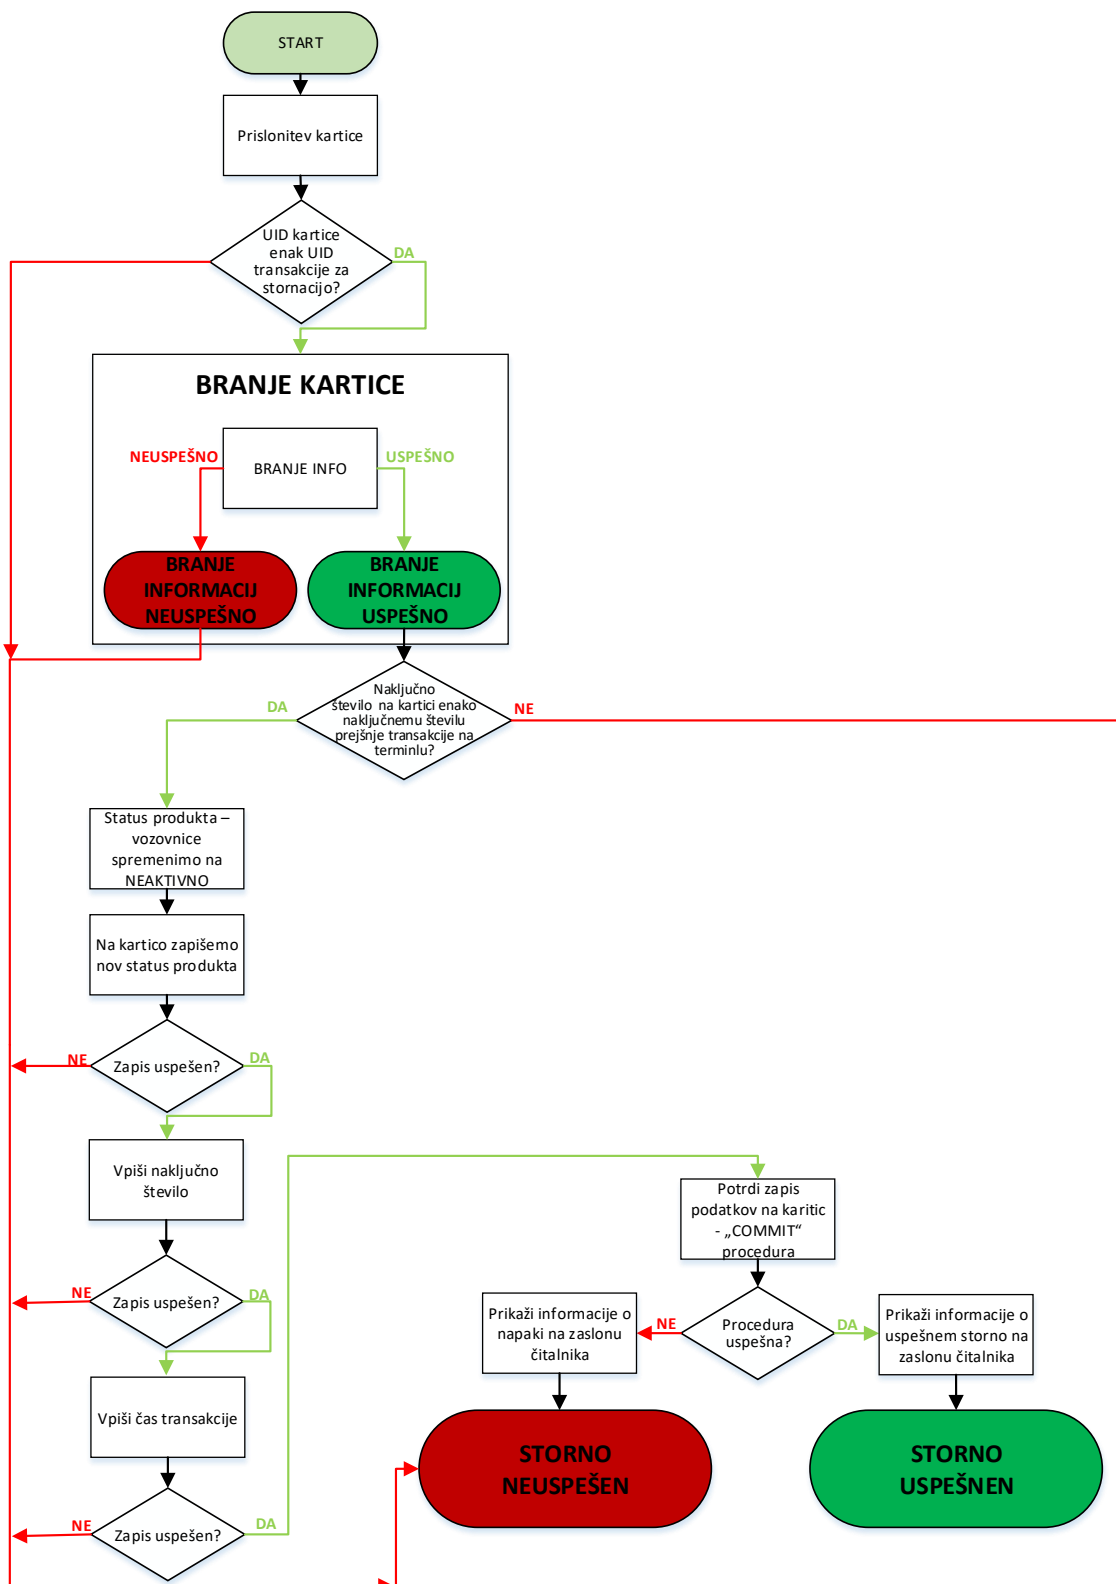 START
Prislonitev kartice
UID kartice
enak UID
transakcije za
stornacijo?
DA
BRANJE KARTICE
NEUSPEŠNO
BRANJE INFO
USPEŠNO
BRANJE
INFORMACIJ
NEUSPEŠNO
BRANJE
INFORMACIJ
USPEŠNO
Naključno
število na kartici enako
naključnemu številu
prejšnje transakcije na
terminlu?
DA
NE
Status produkta –
vozovnice
spremenimo na
NEAKTIVNO
Na kartico zapišemo
nov status produkta
Zapis uspešen?
NE
DA
Vpiši naključno
število
Zapis uspešen?
NE
DA
Vpiši čas transakcije
Zapis uspešen?
NE
DA
Potrdi zapis
podatkov na karitic
- „COMMIT“
procedura
Procedura
uspešna?
NE
DA
Prikaži informacije o
napaki na zaslonu
čitalnika
Prikaži informacije o
uspešnem storno na
zaslonu čitalnika
STORNO
NEUSPEŠEN
STORNO
USPEŠNEN